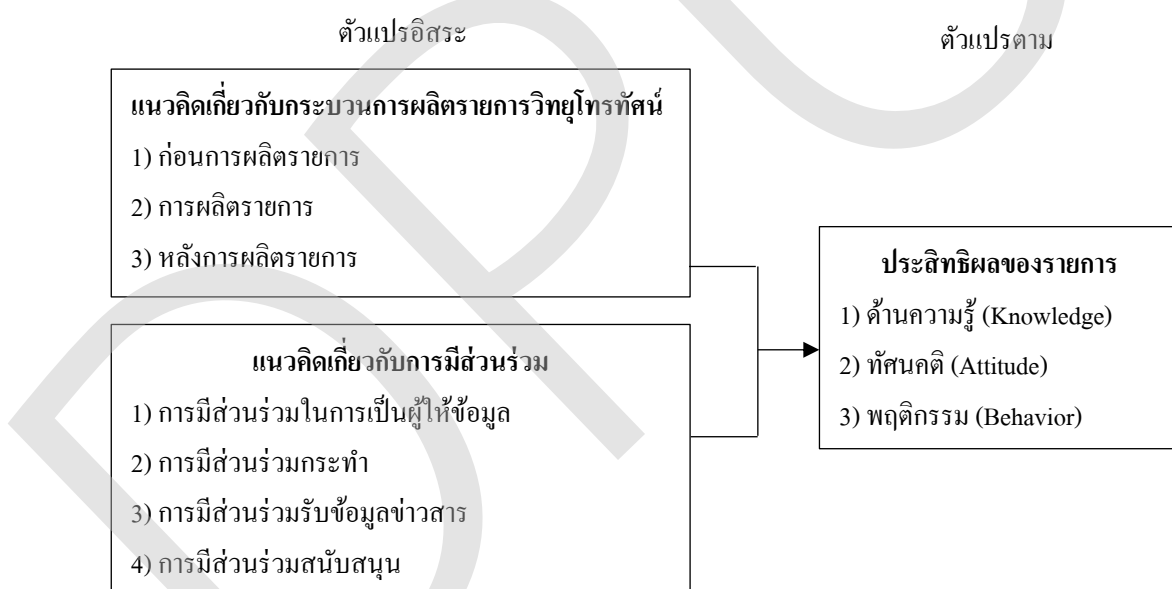 ตัวแปรอิสระ
ตัวแปรตาม
แนวคิดเกี่ยวกับกระบวนการผลิตรายการวิทยุโทรทัศน์
1) ก่อนการผลิตรายการ
2) การผลิตรายการ
3) หลังการผลิตรายการ
แนวคิดเกี่ยวกับการมีส่วนร่วม
1) การมีส่วนร่วมในการเป็นผู้ให้ข้อมูล
2) การมีส่วนร่วมกระทำ
3) การมีส่วนร่วมรับข้อมูลข่าวสาร
4) การมีส่วนร่วมสนับสนุน
ประสิทธิผลของรายการ
1) ด้านความรู้ (Knowledge)
2) ทัศนคติ (Attitude)
3) พฤติกรรม (Behavior)